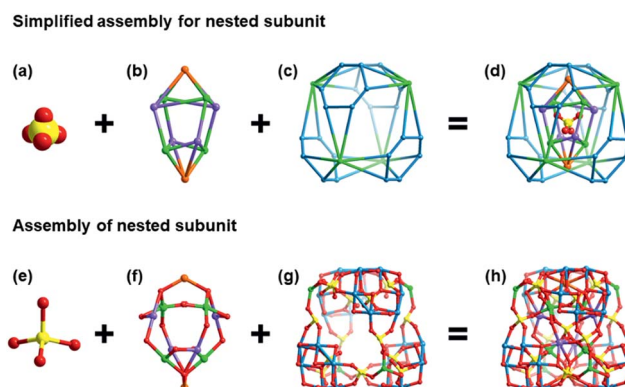 Simplified assembly for nested subunit
(a) (b) (c) (d)
+ + =
Assembly of nested subunit
(e) (f) (g) (h)
+ + =